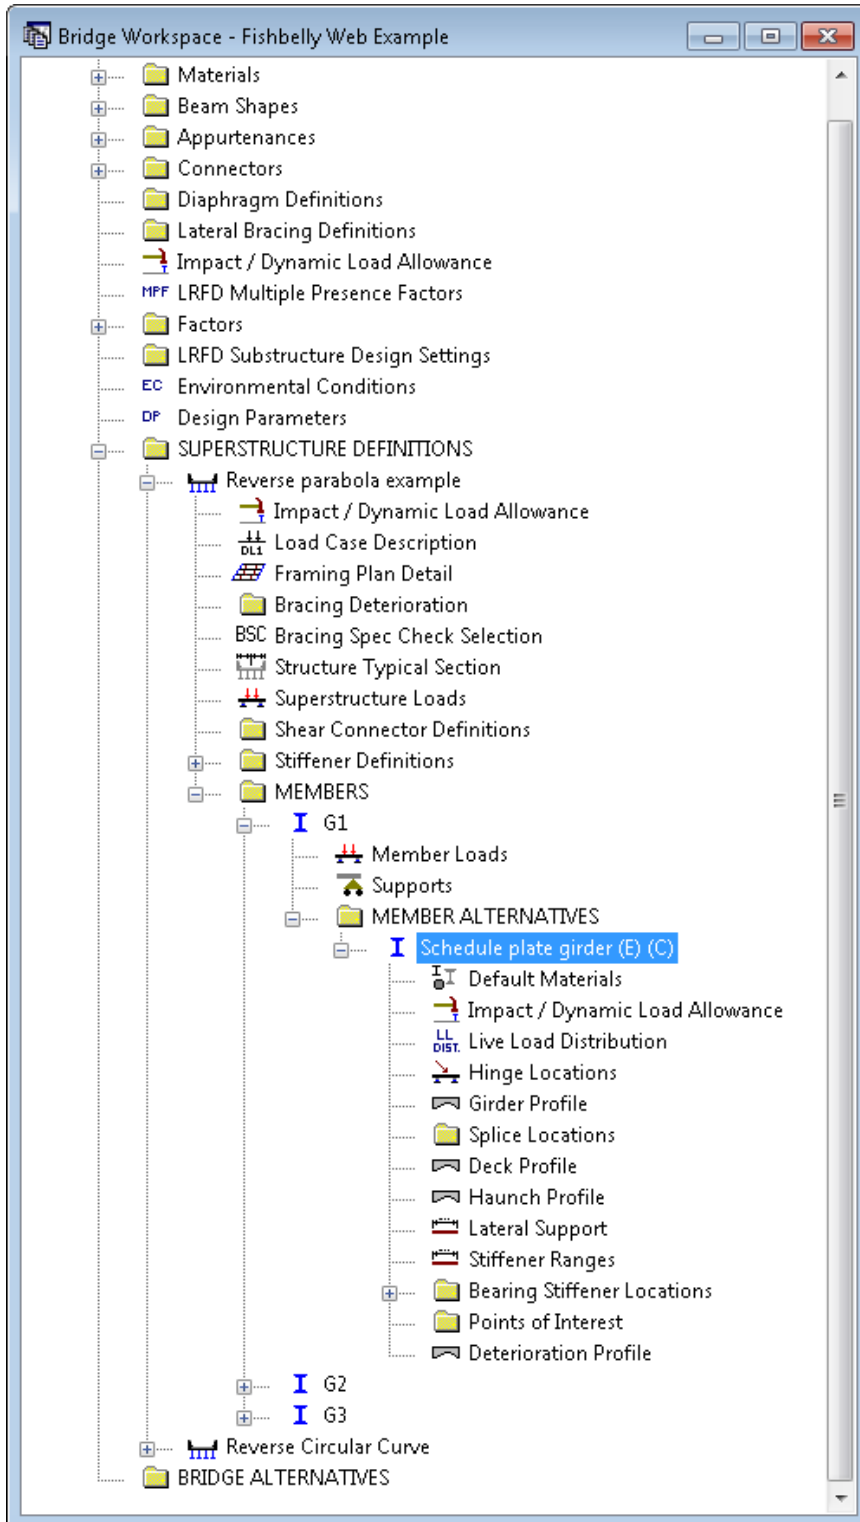 Bridge Workspace - Fishbelly Web Example
Materials
Beam Shapes
Appurtenances
Connectors
Diaphragm Definitions
Lateral Bracing Definitions
Impact / Dynamic Load Allowance
MPF LRFD Multiple Presence Factors
Factors
LRFD Substructure Design Settings
EC Environmental Conditions
DP Design Parameters
SUPERSTRUCTURE DEFINITIONS
Reverse parabola example
Impact / Dynamic Load Allowance
DL1 Load Case Description
Framing Plan Detail
Bracing Deterioration
BSC Bracing Spec Check Selection
Structure Typical Section
Superstructure Loads
Shear Connector Definitions
Stiffener Definitions
MEMBERS
G1
Member Loads
Supports
MEMBER ALTERNATIVES
Schedule plate girder (E) (C)
Default Materials
Impact / Dynamic Load Allowance
LL DIST. Live Load Distribution
Hinge Locations
Girder Profile
Splice Locations
Deck Profile
Haunch Profile
Lateral Support
Stiffener Ranges
Bearing Stiffener Locations
Points of Interest
Deterioration Profile
G2
G3
Reverse Circular Curve
BRIDGE ALTERNATIVES